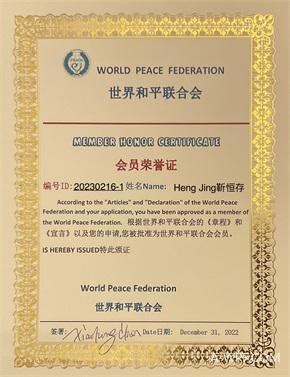 PEACE
WORLD PEACE FEDERATION
世界和平联合会
MEMBER HONOR CERTIFICATE
会员荣誉证
编号ID:20230216-1 姓名Name: Heng Jing靳恒存
According to the "Articles" and "Declaration" of the World Peace
Federation and your application, you have been approved as a member of
the World Peace Federation. 根据世界和平联合会的《章程》和
《宣言》以及您的申请,您被批准为世界和平联合会会员。
IS HEREBY ISSUED特此颁证
World Peace Federation
世界和平联合会
签署: Date日期: December 31, 2022